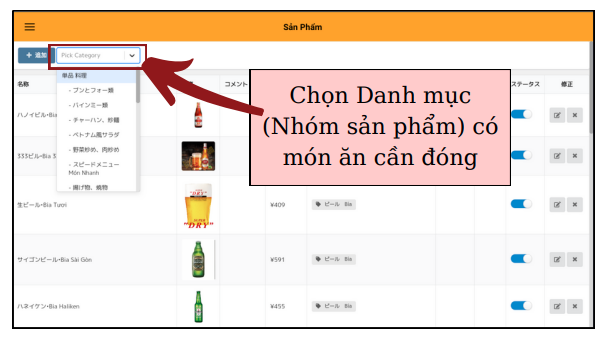 Sản Phẩm
+ 追加 Pick Category
単品 料理
- ブンとフォー類
- バインミー類
- チャーハン、炒麺
- ベトナム風サラダ
- 野菜炒め、肉炒め
- スピードメニュー
Món Nhanh
- 揚げ物、焼物
名称 コメント ステータス 修正
Chọn Danh mục
(Nhóm sản phẩm) có
món ăn cần đóng
ハノイビル•Bia
333ビル•Bia 3
生ビール•Bia Tươi ¥409 ビール Bia
サイゴンビール•Bia Sài Gòn ¥591 ビール Bia
ハネイケン•Bia Haliken ¥455 ビール Bia